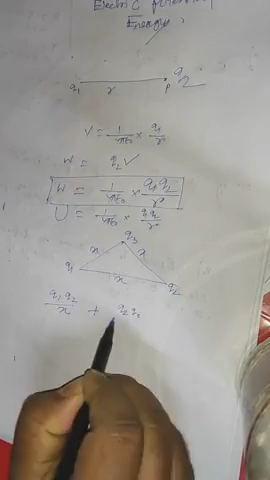 Electric potential
Energy
q₁ r P q₂
V = 1/4πε₀ × q₁/r
W = q₂V
W = 1/4πε₀ × q₁q₂/r
U = 1/4πε₀ × q₁q₂/r
q₃
x x
q₁ x q₂
q₁q₂/x + q₂q₃